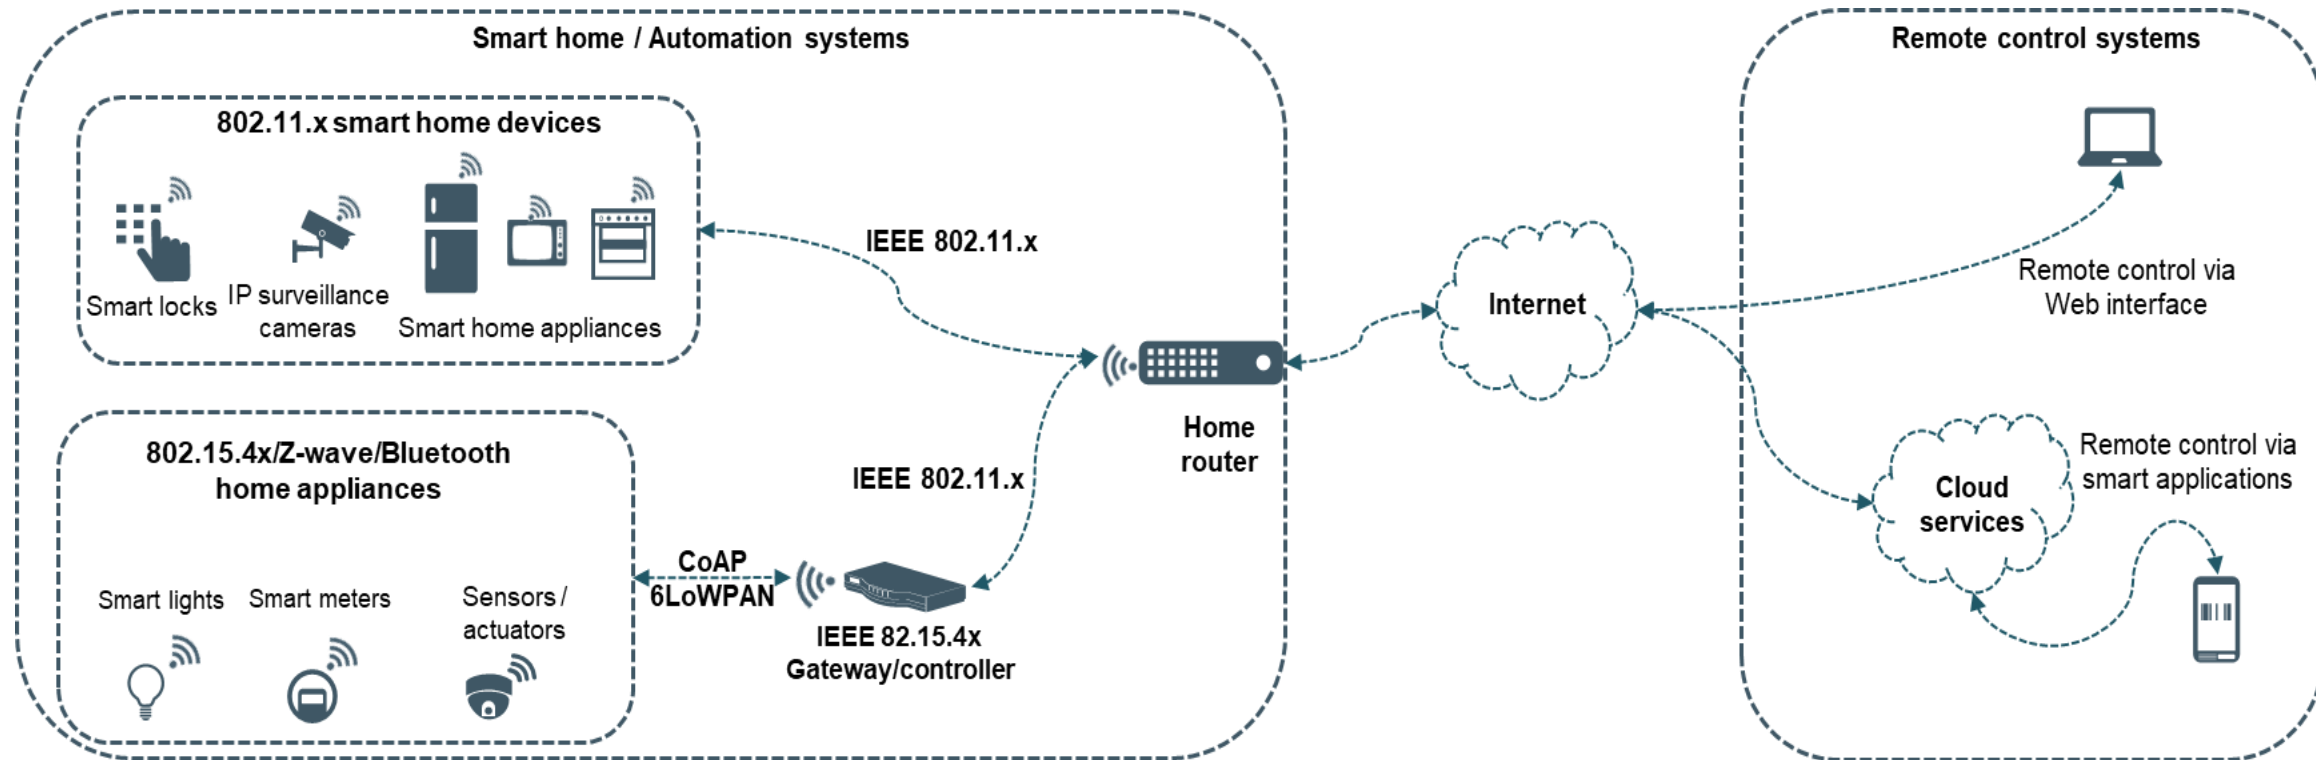 Smart home / Automation systems
802.11.x smart home devices
Smart locks
IP surveillance
cameras
Smart home appliances
IEEE 802.11.x
Home
router
802.15.4x/Z-wave/Bluetooth
home appliances
Smart lights
Smart meters
Sensors /
actuators
CoAP
6LoWPAN
IEEE 802.11.x
IEEE 82.15.4x
Gateway/controller
Internet
Remote control systems
Remote control via
Web interface
Cloud
services
Remote control via
smart applications